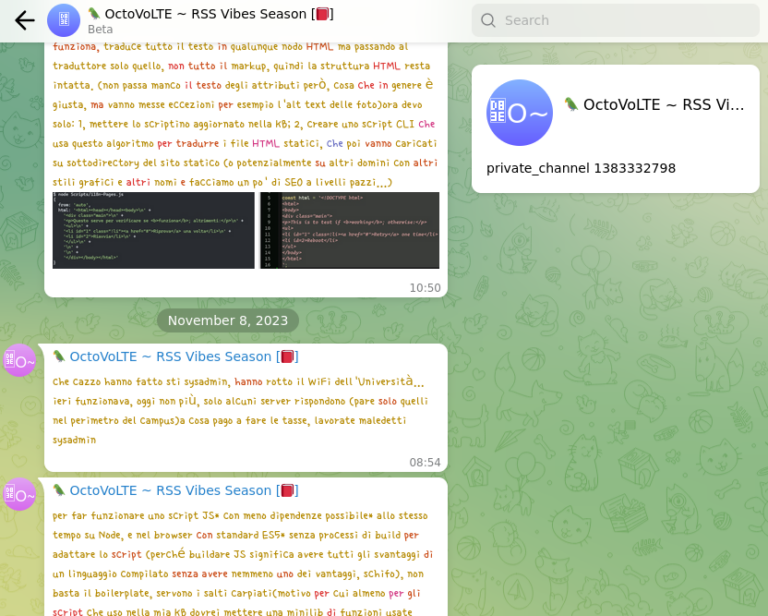 🦜 OctoVoLTE ~ RSS Vibes Season [📕]
Beta
Search
funziona, traduce tutto il testo in qualunque nodo HTML ma passando al
traduttore solo quello, non tutto il markup, quindi la struttura HTML resta
intatta. (non passa manco il testo degli attributi però, cosa che in genere è
giusta, ma vanno messe eccezioni per esempio l'alt text delle foto)ora devo
solo: 1, mettere lo scriptino aggiornato nella KB; 2, creare uno script CLI che
usa questo algoritmo per tradurre i file HTML statici, che poi vanno caricati
su sottodirectory del sito statico (o potenzialmente su altri domini con altri
stili grafici e altri nomi e facciamo un po' di SEO a livelli pazzi...)
10:50
November 8, 2023
🦜 OctoVoLTE ~ RSS Vibes Season [📕]
che cazzo hanno fatto sti sysadmin, hanno rotto il WiFi dell'Università...
ieri funzionava, oggi non più, solo alcuni server rispondono (pare solo quelli
nel perimetro del campus)a cosa pago a fare le tasse, lavorate maledetti
sysadmin
08:54
🦜 OctoVoLTE ~ RSS Vibes Season [📕]
per far funzionare uno script JS* con meno dipendenze possibile* allo stesso
tempo su Node, e nel browser con standard ES5* senza processi di build per
adattare lo script (perché buildare JS significa avere tutti gli svantaggi di
un linguaggio compilato senza avere nemmeno uno dei vantaggi, schifo), non
basta il boilerplate, servono i salti carpiati(motivo per cui almeno per gli
script che uso nella mia KB dovrei mettere una minilib di funzioni usate
O~
🦜 OctoVoLTE ~ RSS Vi...
private_channel 1383332798